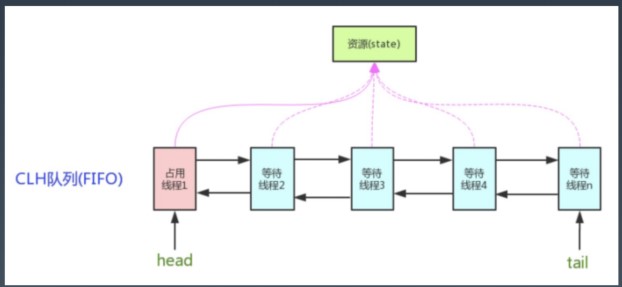 资源(state)
CLH队列(FIFO)
占用
线程1
等待
线程2
等待
线程3
等待
线程4
等待
线程n
head
tail